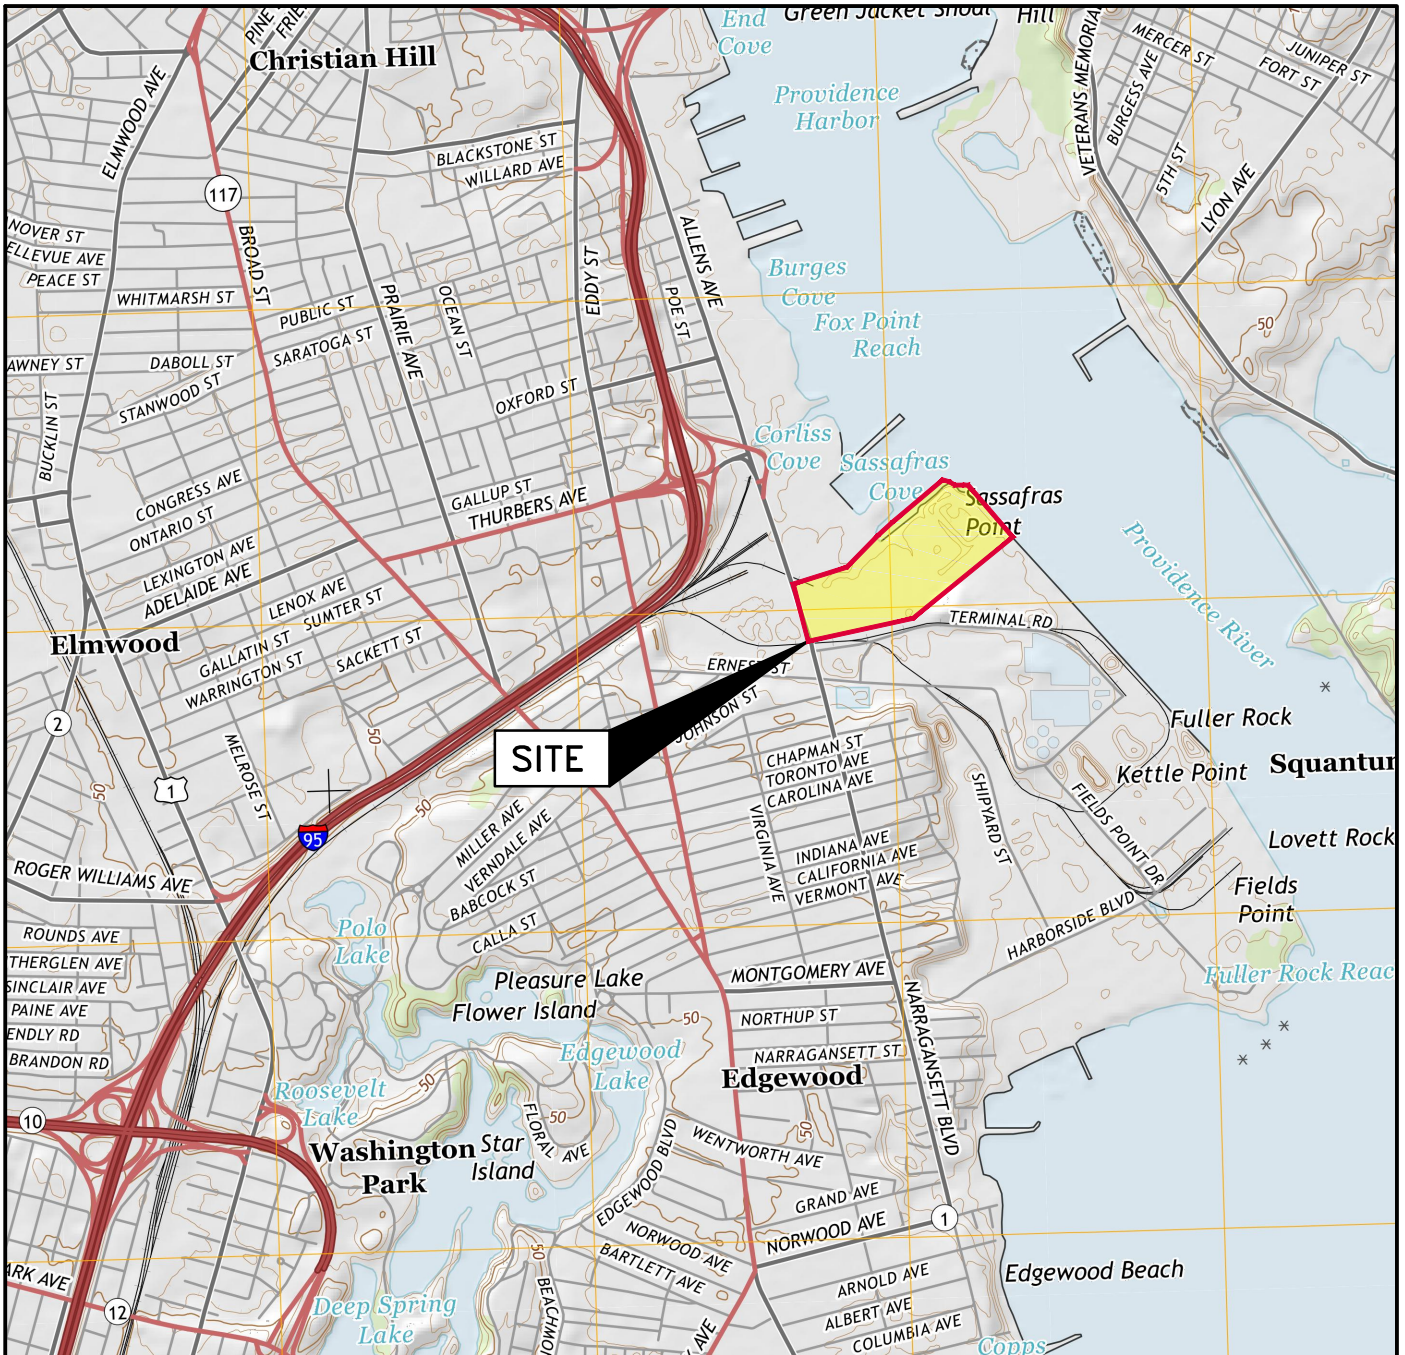 End
Cove
Green Jacket Shoal
Hill
PINE
FRIE
Christian Hill
VETERANS MEMORIA
MERCER ST
JUNIPER ST
FORT ST
BURGESS AVE
Providence
Harbor
ELMWOOD AVE
BLACKSTONE ST
WILLARD AVE
5TH ST
LYON AVE
117
NOVER ST
ELLEVUE AVE
PEACE ST
BROAD ST
WHITMARSH ST
PUBLIC ST
SARATOGA ST
PRAIRIE AVE
OCEAN ST
EDDY ST
ALLENS AVE
POE ST
Burges
Cove
Fox Point
Reach
50
AWNEY ST
DABOLL ST
STANWOOD ST
OXFORD ST
BUCKLIN ST
Corliss
Cove
Sassafras
Cove
Sassafras
Point
CONGRESS AVE
ONTARIO ST
GALLUP ST
THURBERS AVE
LEXINGTON AVE
ADELAIDE AVE
LENOX AVE
SUMTER ST
Providence River
TERMINAL RD
Elmwood
GALLATIN ST
WARRINGTON ST
SACKETT ST
ERNEST ST
JOHNSON ST
2
MELROSE ST
50
SITE
CHAPMAN ST
TORONTO AVE
CAROLINA AVE
Fuller Rock
Kettle Point
Squantum
1
50
50
95
MILLER AVE
VERNDALE AVE
VIRGINIA AVE
SHIPYARD ST
FIELDS POINT DR
Lovett Rock
INDIANA AVE
CALIFORNIA AVE
VERMONT AVE
ROGER WILLIAMS AVE
BABCOCK ST
CALLA ST
Fields
Point
HARBORSIDE BLVD
Polo
Lake
ROUNDS AVE
THERGLEN AVE
SINCLAIR AVE
PAINE AVE
ENDLY RD
BRANDON RD
Pleasure Lake
Flower Island
MONTGOMERY AVE
Fuller Rock Reac
NORTHUP ST
NARRAGANSETT BLVD
50
Edgewood
Lake
NARRAGANSETT ST
Edgewood
Roosevelt
Lake
50
50
FLORAL AVE
10
Washington
Park
Star
Island
EDGEWOOD BLVD
WENTWORTH AVE
50
GRAND AVE
NORWOOD AVE
1
NORWOOD AVE
BARTLETT AVE
50
BEACHMO
Edgewood Beach
ARK AVE
12
Deep Spring
Lake
ARNOLD AVE
ALBERT AVE
COLUMBIA AVE
AVE
Copps